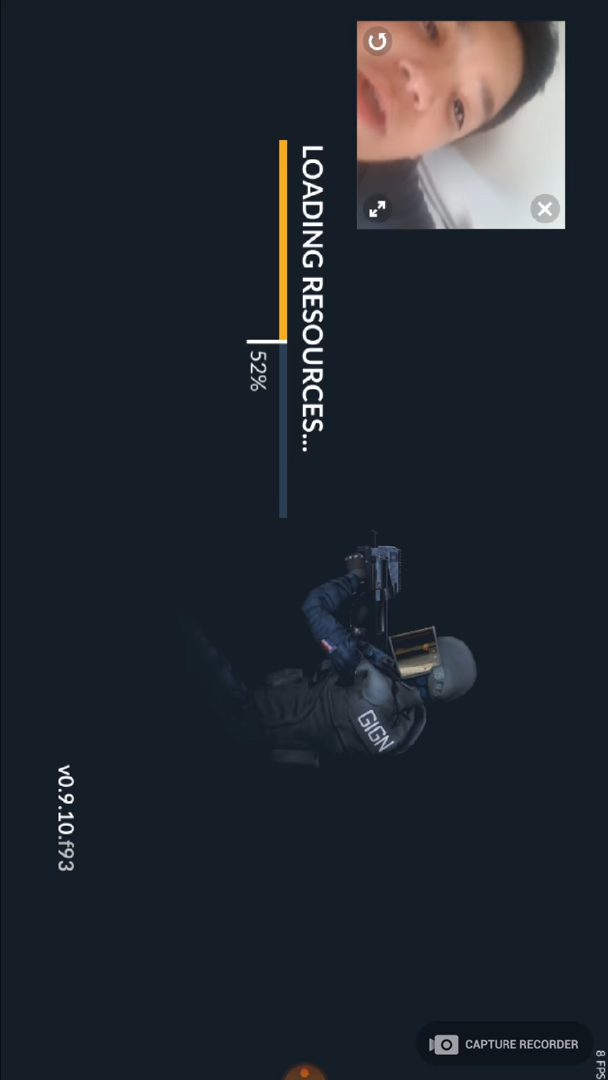 LOADING RESOURCES...
52%
GIGN
v0.9.10.f93
CAPTURE RECORDER
8 FPS